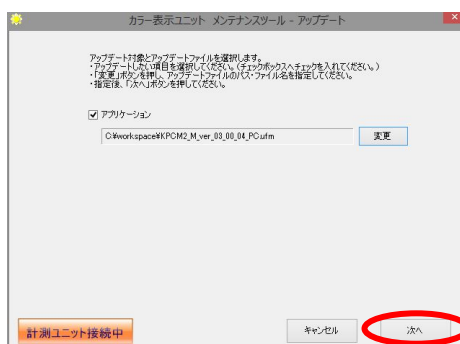 カラー表示ユニット メンテナンスツール - アップデート
アップデート対象とアップデートファイルを選択します。
・アップデートしたい項目を選択してください。(チェックボックスへチェックを入れてください。)
・「変更」ボタンを押し、アップデートファイルのパス・ファイル名を指定してください。
・指定後、「次へ」ボタンを押してください。
アプリケーション
C:¥workspace¥KPCM2_M_ver_03_00_04_PC.ufm
変更
計測ユニット接続中
キャンセル
次へ